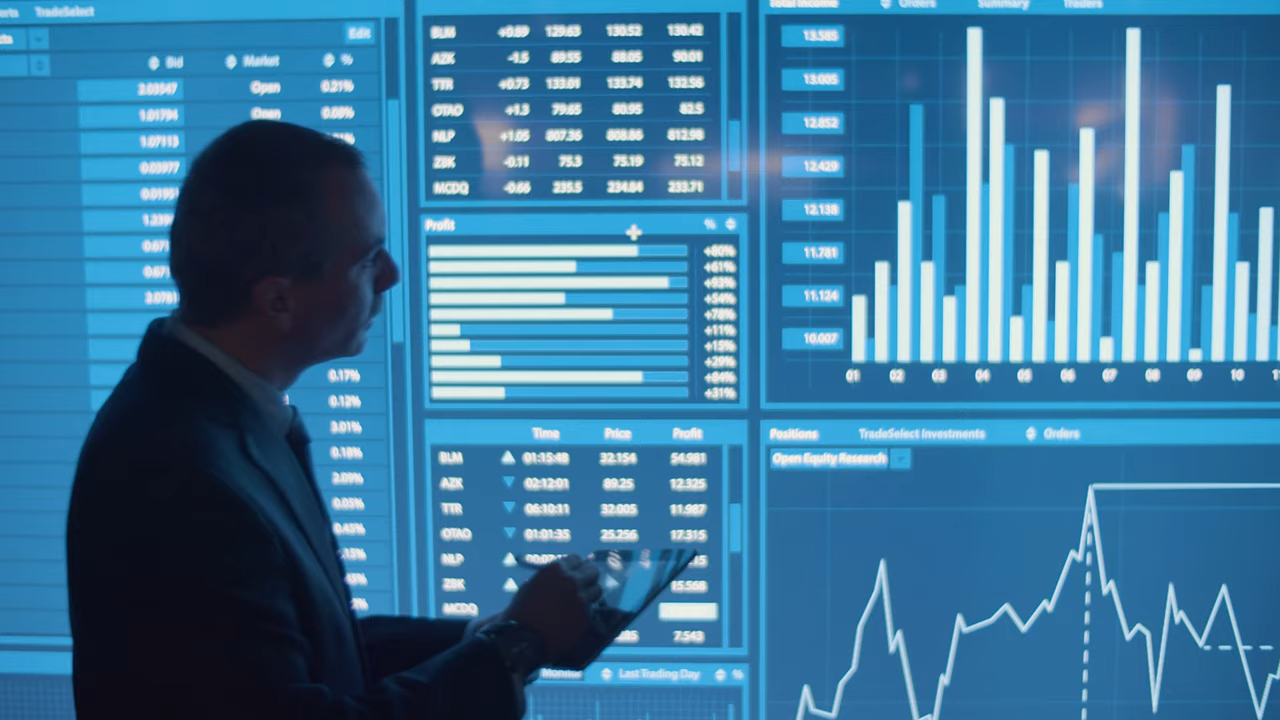 TradeSelect
Edit
Bid Market %
2.03547 Open 0.21%
1.01794 Open 0.08%
1.07113
0.03977
0.17%
0.12%
3.01%
0.18%
2.09%
0.05%
0.45%
BLM +0.89 129.63 130.52 130.42
AZK -1.5 89.55 88.05 90.01
TTR +0.73 133.01 133.74 132.56
OTAO +1.3 79.65 80.95 82.5
NLP +1.05 807.36 808.86 812.98
ZBK -0.11 75.3 75.19 75.12
MCDQ -0.66 235.5 234.84 233.71
Profit %
+80%
+61%
+93%
+54%
+78%
+11%
+15%
+29%
+84%
+31%
Time Price Profit
BLM 01:15:48 32.154 54.981
AZK 02:12:01 89.25 12.325
TTR 06:10:11 32.005 11.987
OTAO 01:01:35 25.256 17.315
NLP
ZBK 15.568
MCDQ
7.543
Monitor Last Trading Day %
Total Income Orders Summary Traders
13.585
13.005
12.852
12.429
12.138
11.781
11.124
10.007
01 02 03 04 05 06 07 08 09 10
Positions TradeSelect Investments Orders
Open Equity Research